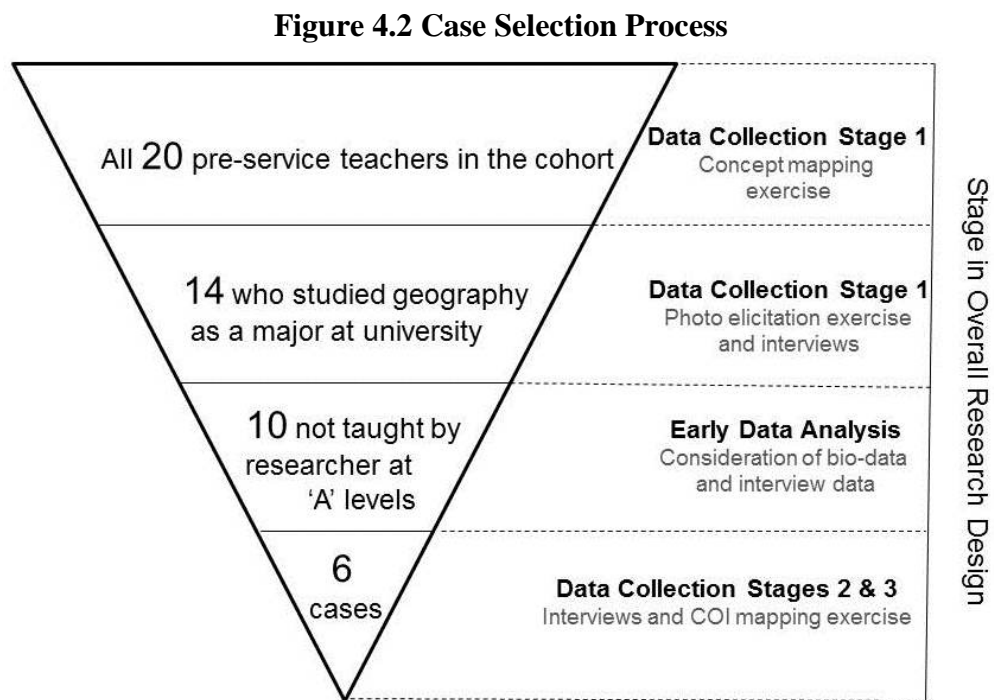 Figure 4.2 Case Selection Process
All 20 pre-service teachers in the cohort
Data Collection Stage 1
Concept mapping
exercise
14 who studied geography
as a major at university
Data Collection Stage 1
Photo elicitation exercise
and interviews
10 not taught by
researcher at
‘A’ levels
Early Data Analysis
Consideration of bio-data
and interview data
6
cases
Data Collection Stages 2 & 3
Interviews and COI mapping exercise
Stage in Overall Research Design